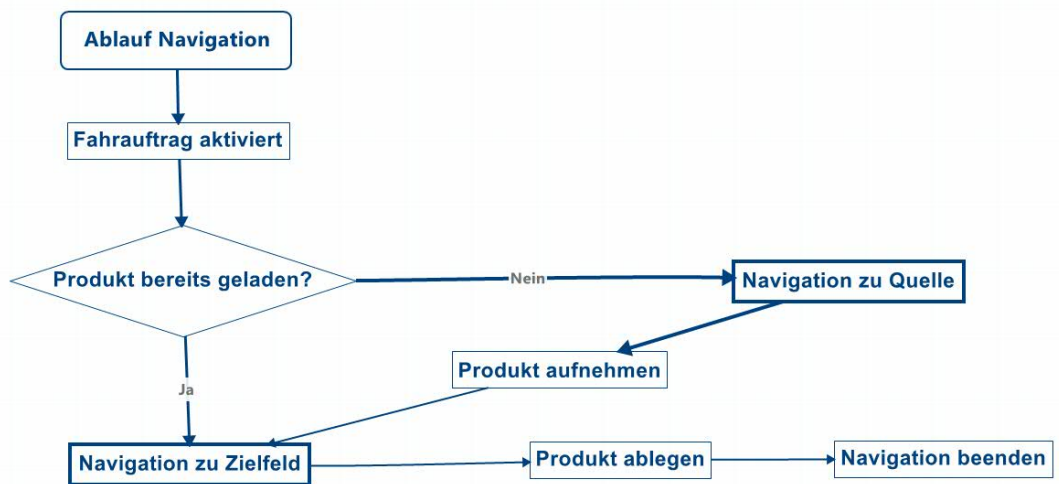 Ablauf Navigation
Fahrauftrag aktiviert
Produkt bereits geladen?
Nein
Navigation zu Quelle
Produkt aufnehmen
Ja
Navigation zu Zielfeld
Produkt ablegen
Navigation beenden